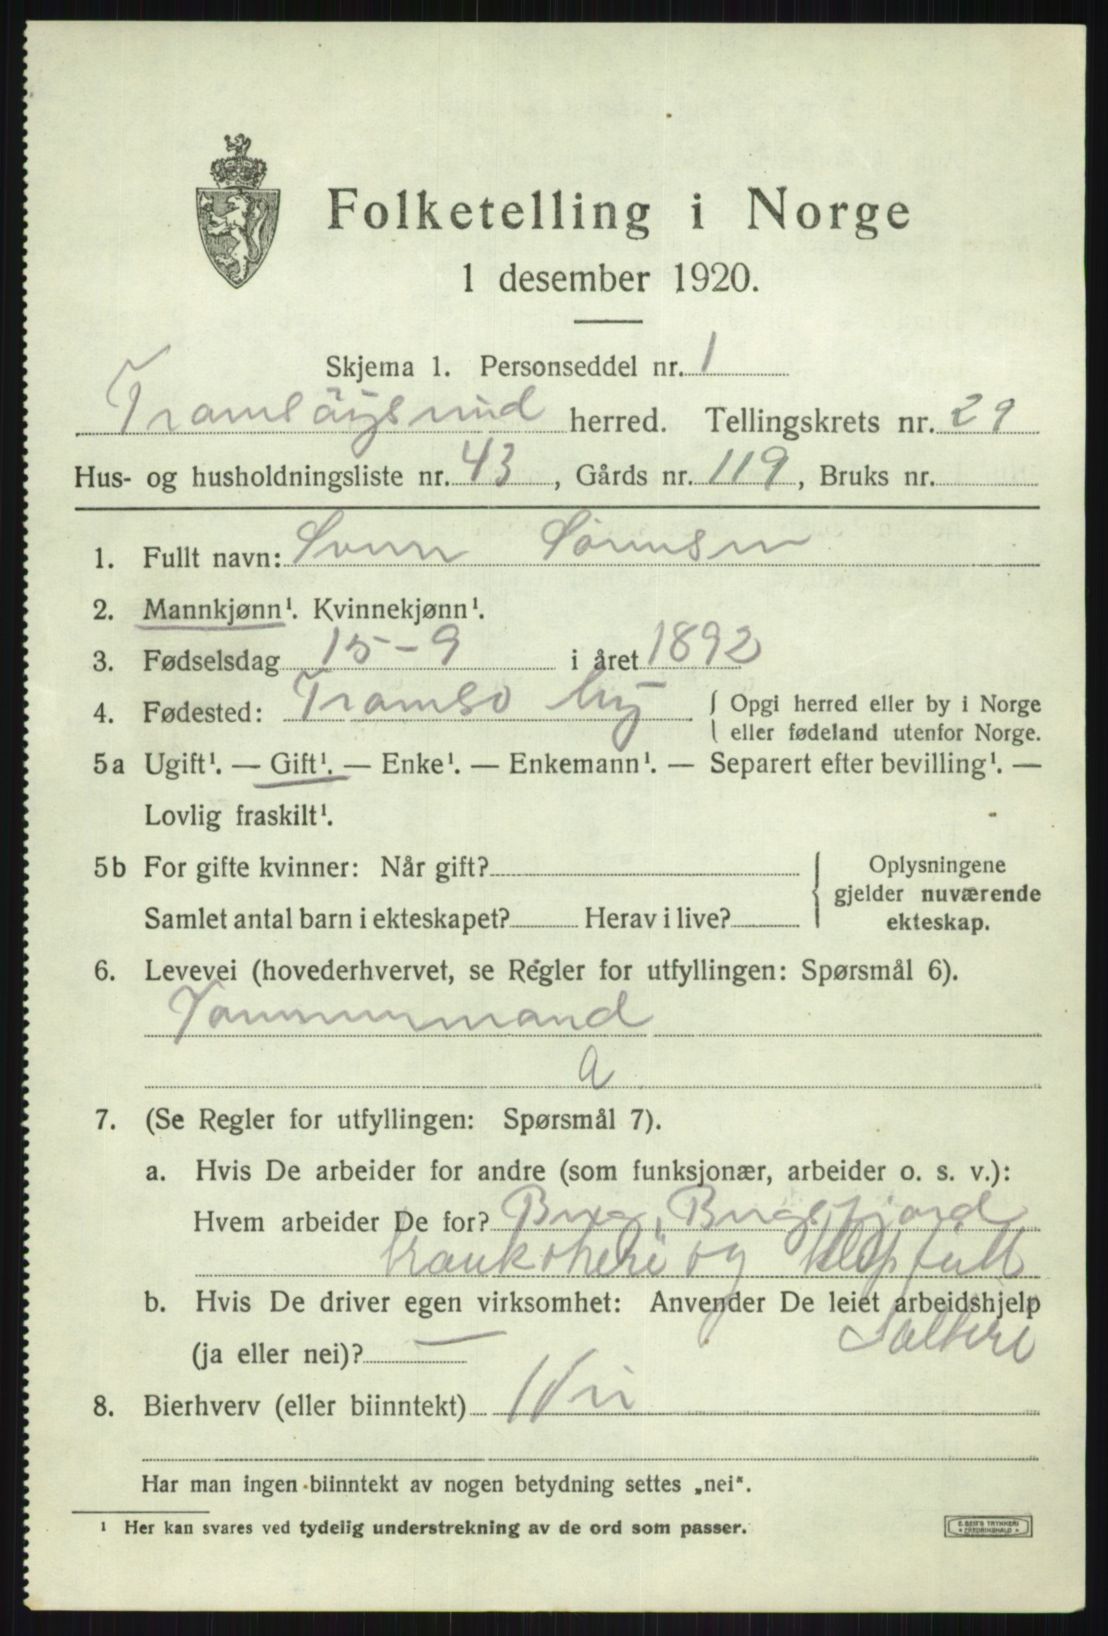 Folketelling i Norge
1 desember 1920.
Skjema 1. Personseddel nr. 1
Tromsöysund herred. Tellingskrets nr. 29
Hus- og husholdningsliste nr. 43, Gårds nr. 119, Bruks nr.
1. Fullt navn: Sörensen
2. Mannkjønn¹. Kvinnekjønn¹.
3. Fødselsdag 15-9 i året 1892
4. Fødested: Tromsø by { Opgi herred eller by i Norge
eller fødeland utenfor Norge.
5a Ugift¹. — Gift¹. — Enke¹. — Enkemann¹. — Separert efter bevilling¹. —
Lovlig fraskilt¹.
5b For gifte kvinner: Når gift?
Samlet antal barn i ekteskapet? Herav i live?
Oplysningene
gjelder nuværende
ekteskap.
6. Levevei (hovederhvervet, se Regler for utfyllingen: Spørsmål 6).
a
7. (Se Regler for utfyllingen: Spørsmål 7).
a. Hvis De arbeider for andre (som funksjonær, arbeider o. s. v.):
Hvem arbeider De for?
og
b. Hvis De driver egen virksomhet: Anvender De leiet arbeidshjelp
Salteri
(ja eller nei)? —
8. Bierhverv (eller biinntekt) Nei
Har man ingen biinntekt av nogen betydning settes „nei“.
¹ Her kan svares ved tydelig understrekning av de ord som passer.